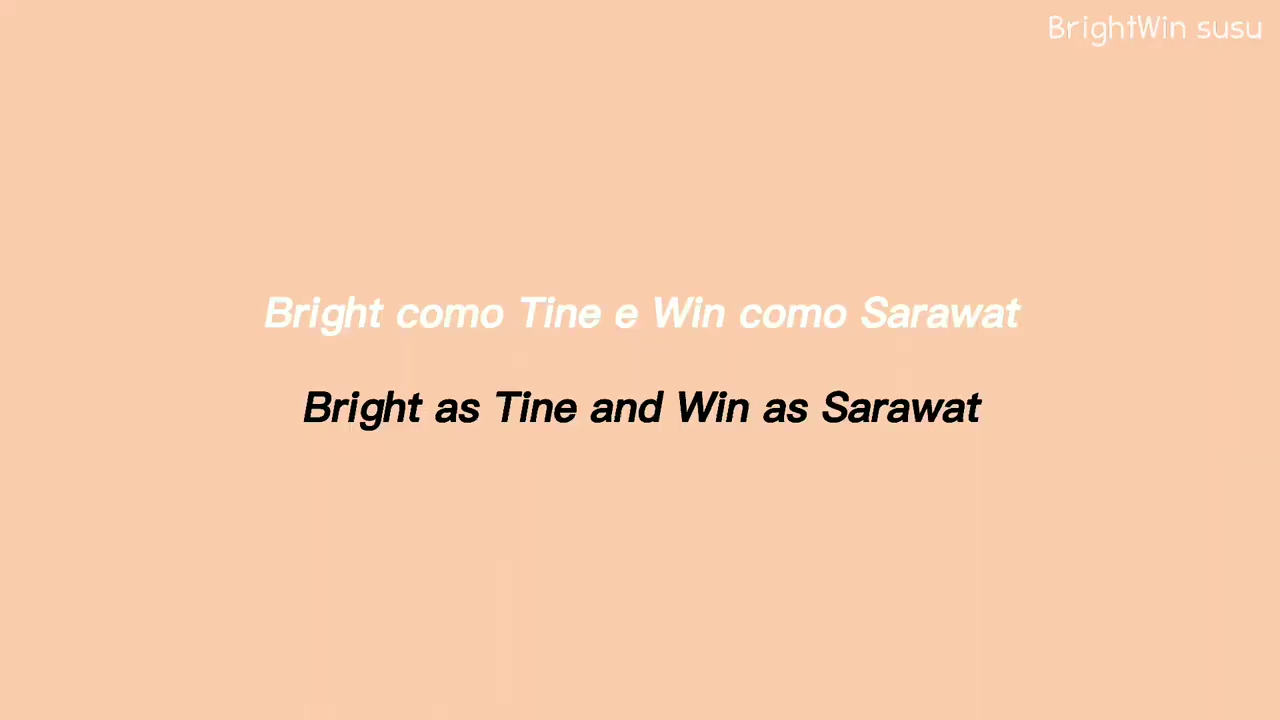 BrightWin susu
Bright como Tine e Win como Sarawat
Bright as Tine and Win as Sarawat